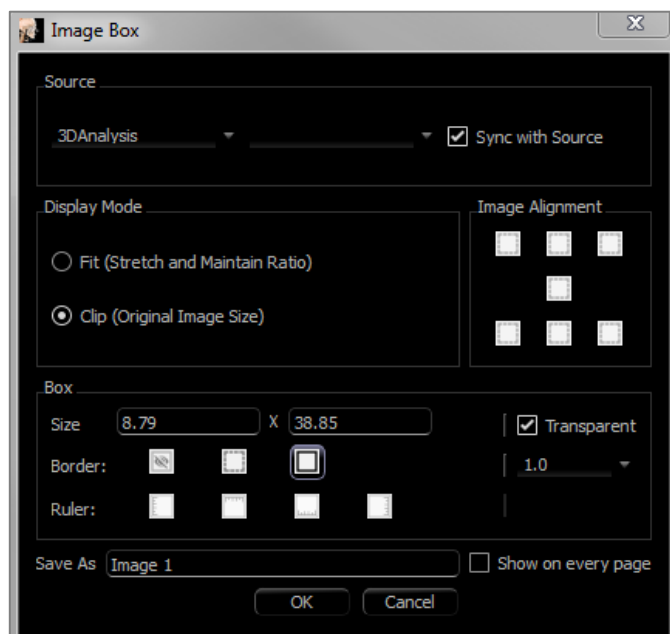 Image Box
Source
3DAnalysis
Sync with Source
Display Mode
Fit (Stretch and Maintain Ratio)
Clip (Original Image Size)
Image Alignment
Box
Size 8.79 X 38.85
Transparent
Border:
1.0
Ruler:
Save As Image 1
Show on every page
OK Cancel